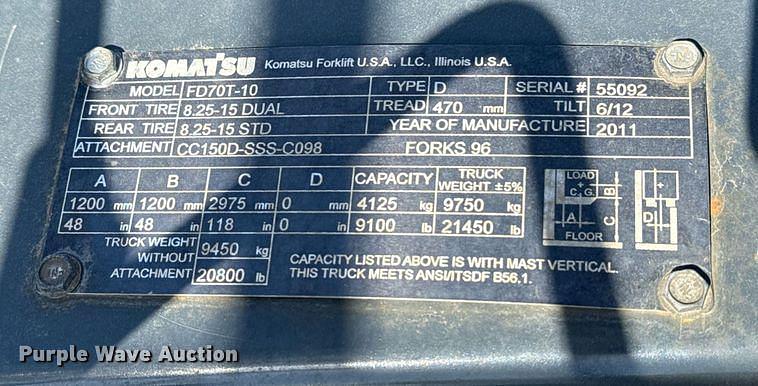 KOMATSU Komatsu Forklift U.S.A., LLC., Illinois U.S.A.
MODEL FD70T-10 TYPE D SERIAL # 55092
FRONT TIRE 8.25-15 DUAL TREAD 470 mm TILT 6/12
REAR TIRE 8.25-15 STD YEAR OF MANUFACTURE 2011
ATTACHMENT CC150D-SSS-C098 FORKS 96
A B C D CAPACITY TRUCK WEIGHT ±5%
1200 mm 1200 mm 2975 mm 0 mm 4125 kg 9750 kg
48 in 48 in 118 in 0 in 9100 lb 21450 lb
TRUCK WEIGHT WITHOUT ATTACHMENT
9450 kg
20800 lb
LOAD
C.G.
B
A
C
D
FLOOR
CAPACITY LISTED ABOVE IS WITH MAST VERTICAL.
THIS TRUCK MEETS ANSI/ITSDF B56.1.
Purple Wave Auction